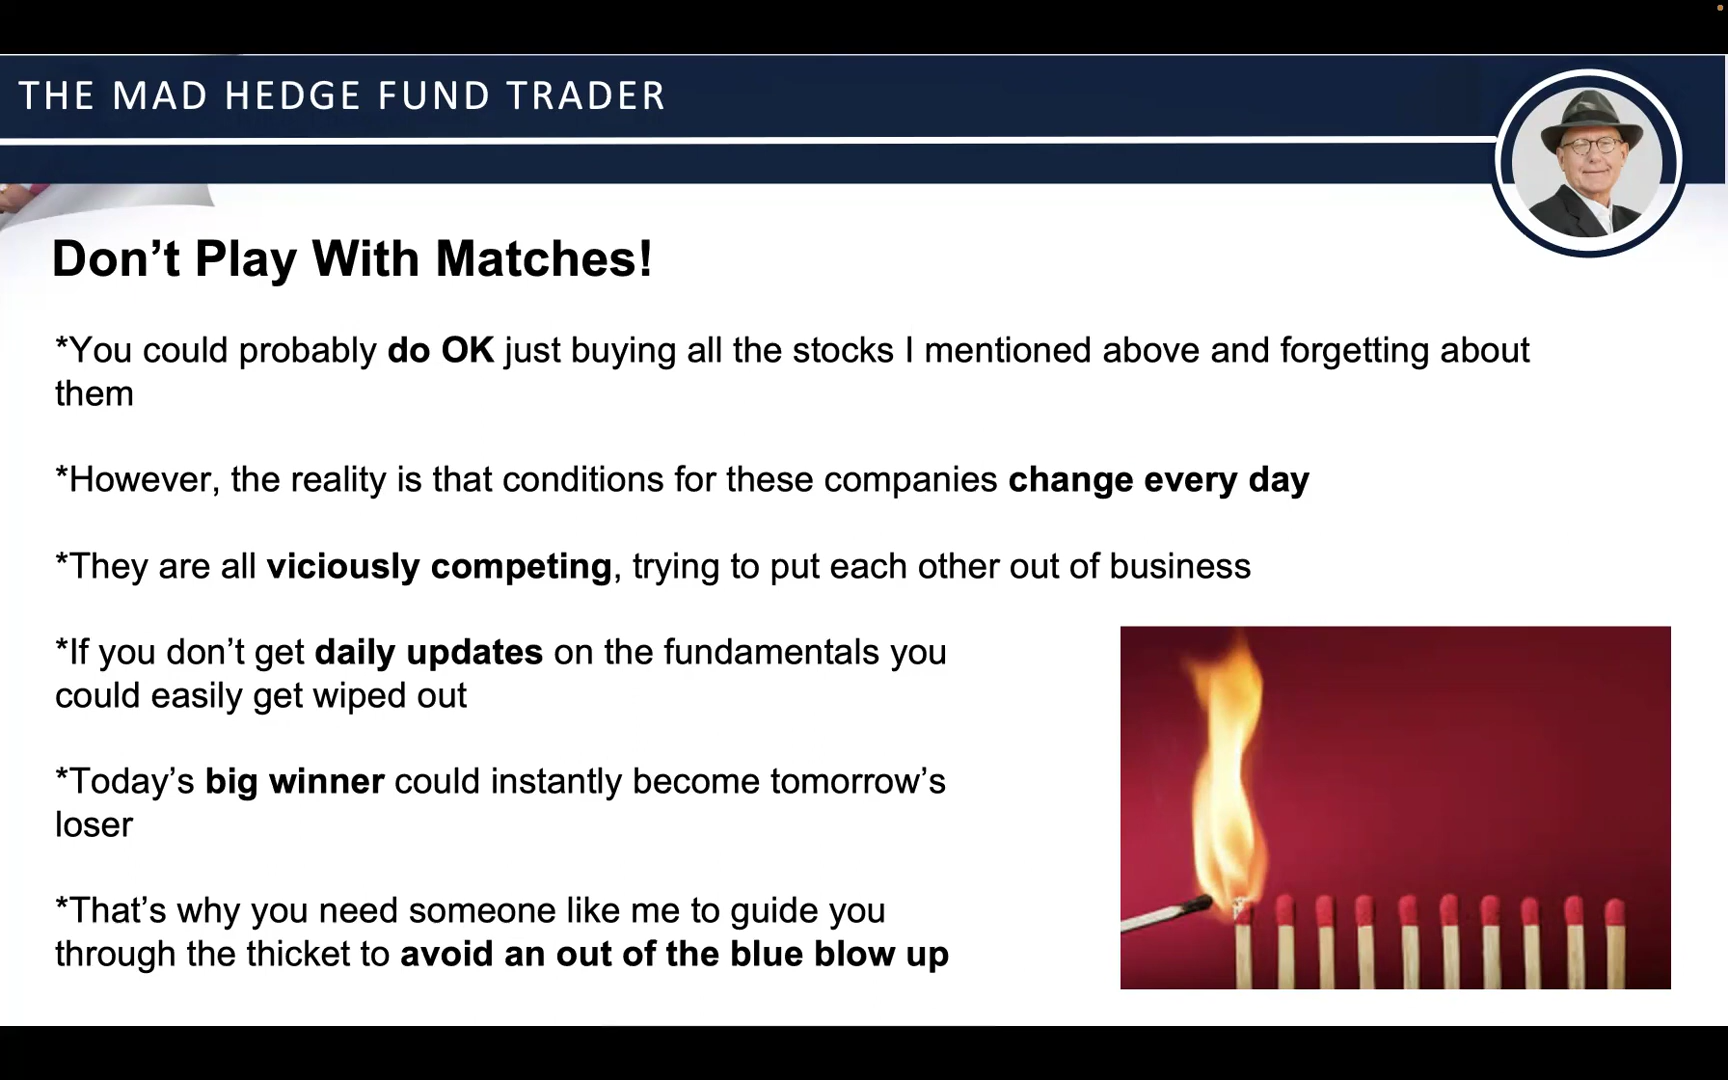 THE MAD HEDGE FUND TRADER
Don’t Play With Matches!
*You could probably do OK just buying all the stocks I mentioned above and forgetting about
them
*However, the reality is that conditions for these companies change every day
*They are all viciously competing, trying to put each other out of business
*If you don’t get daily updates on the fundamentals you
could easily get wiped out
*Today’s big winner could instantly become tomorrow’s
loser
*That’s why you need someone like me to guide you
through the thicket to avoid an out of the blue blow up